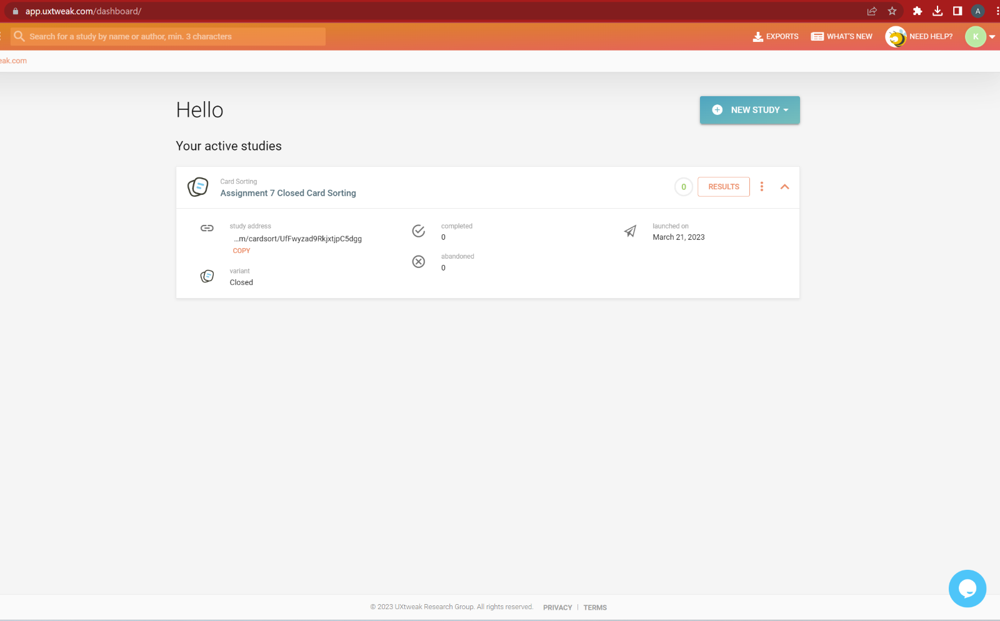 app.uxtweak.com/dashboard/
A
Search for a study by name or author, min. 3 characters
EXPORTS
WHAT'S NEW
NEED HELP?
K
eak.com
Hello
NEW STUDY
Your active studies
Card Sorting
Assignment 7 Closed Card Sorting
0
RESULTS
study address
...m/cardsort/UfFwyzad9RkjxtjpC5dgg
COPY
variant
Closed
completed
0
abandoned
0
launched on
March 21, 2023
© 2023 UXtweak Research Group. All rights reserved. PRIVACY | TERMS